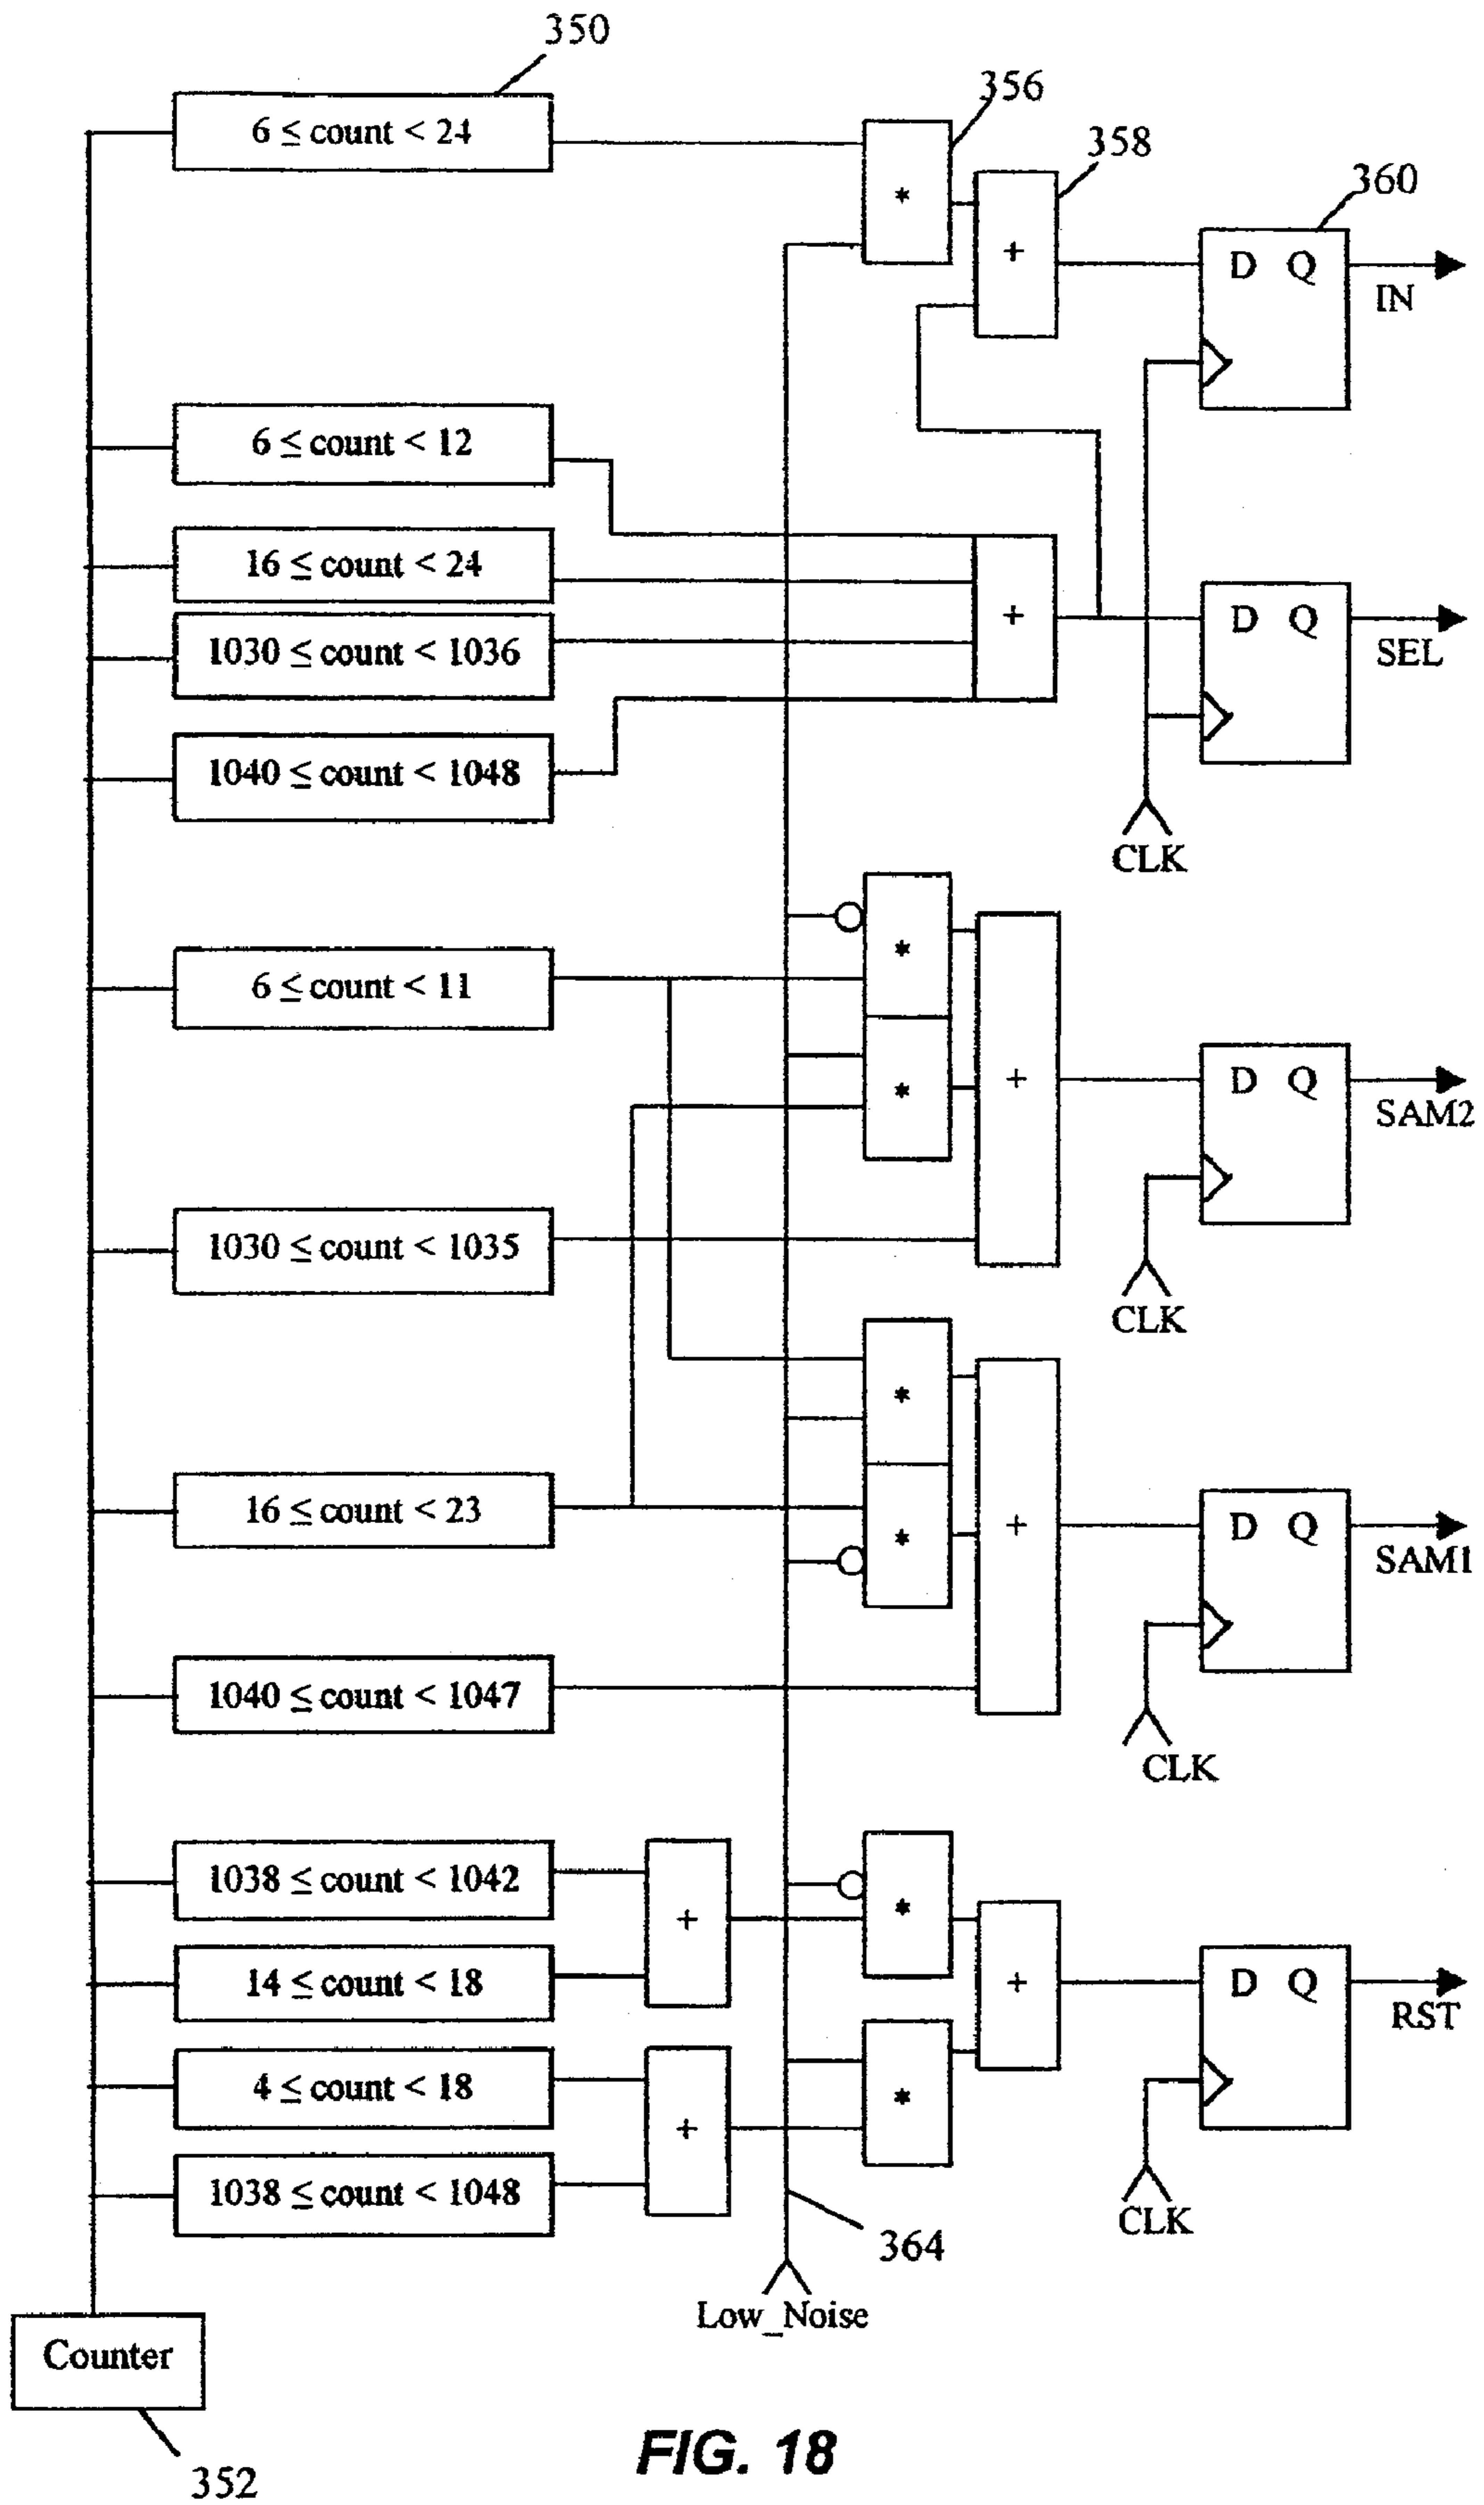 350
356
358
360
6 ≤ count < 24
*
+
D Q
IN
6 ≤ count < 12
16 ≤ count < 24
1030 ≤ count < 1036
1040 ≤ count < 1048
+
D Q
SEL
CLK
6 ≤ count < 11
*
*
+
D Q
SAM2
1030 ≤ count < 1035
CLK
*
*
+
16 ≤ count < 23
D Q
SAM1
1040 ≤ count < 1047
CLK
1038 ≤ count < 1042
14 ≤ count < 18
+
*
+
D Q
RST
4 ≤ count < 18
1038 ≤ count < 1048
+
*
CLK
364
Low_Noise
Counter
352
FIG. 18